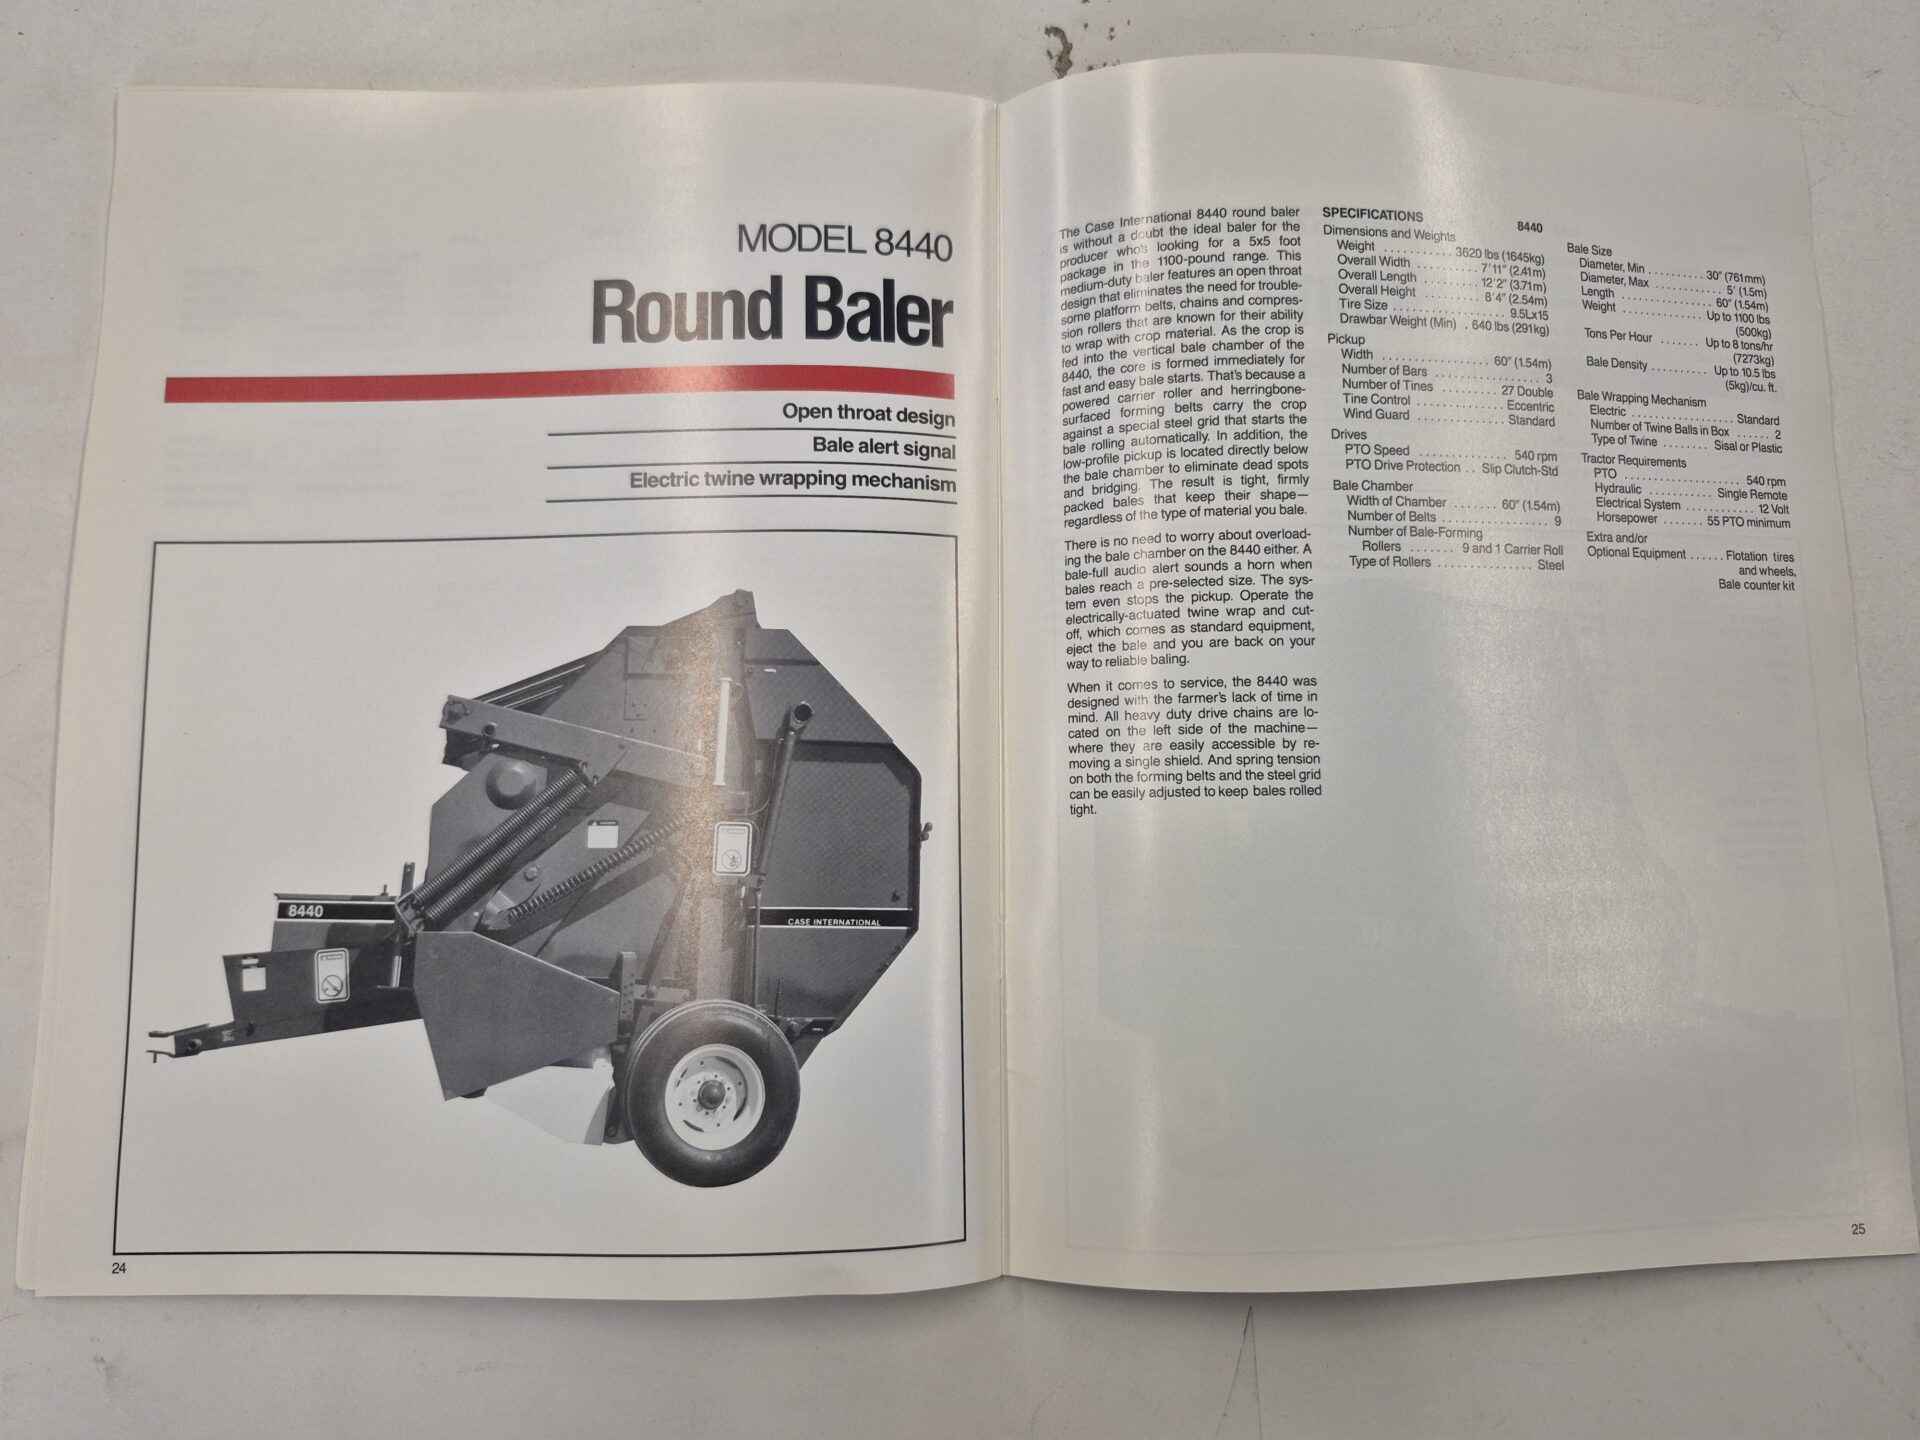 MODEL 8440
Round Baler
Open throat design
Bale alert signal
Electric twine wrapping mechanism
8440
CASE INTERNATIONAL
24
The Case International 8440 round baler
is without a doubt the ideal baler for the
producer who's looking for a 5x5 foot
package in the 1100-pound range. This
medium-duty baler features an open throat
design that eliminates the need for trouble-
some platform belts, chains and compres-
sion rollers that are known for their ability
to wrap with crop material. As the crop is
fed into the vertical bale chamber of the
8440, the core is formed immediately for
fast and easy bale starts. That's because a
powered carrier roller and herringbone-
surfaced forming belts carry the crop
against a special steel grid that starts the
bale rolling automatically. In addition, the
low-profile pickup is located directly below
the bale chamber to eliminate dead spots
and bridging. The result is tight, firmly
packed bales that keep their shape—
regardless of the type of material you bale.
There is no need to worry about overload-
ing the bale chamber on the 8440 either. A
bale-full audio alert sounds a horn when
bales reach a pre-selected size. The sys-
tem even stops the pickup. Operate the
electrically-actuated twine wrap and cut-
off, which comes as standard equipment,
eject the bale and you are back on your
way to reliable baling.
When it comes to service, the 8440 was
designed with the farmer's lack of time in
mind. All heavy duty drive chains are lo-
cated on the left side of the machine—
where they are easily accessible by re-
moving a single shield. And spring tension
on both the forming belts and the steel grid
can be easily adjusted to keep bales rolled
tight.
SPECIFICATIONS
8440
Dimensions and Weights
Weight .......... 3620 lbs (1645kg)
Overall Width .......... 7'11" (2.41m)
Overall Length .......... 12'2" (3.71m)
Overall Height ......... 8'4" (2.54m)
Tire Size .................. 9.5Lx15
Drawbar Weight (Min) . 640 lbs (291kg)
Pickup
Width ................. 60" (1.54m)
Number of Bars ................. 3
Number of Tines ......... 27 Double
Tine Control .............. Eccentric
Wind Guard .............. Standard
Drives
PTO Speed .............. 540 rpm
PTO Drive Protection .. Slip Clutch-Std
Bale Chamber
Width of Chamber ....... 60" (1.54m)
Number of Belts ................. 9
Number of Bale-Forming
Rollers ....... 9 and 1 Carrier Roll
Type of Rollers ............... Steel
Bale Size
Diameter, Min .......... 30" (761mm)
Diameter, Max ........... 5' (1.5m)
Length .............. 60" (1.54m)
Weight ............. Up to 1100 lbs
(500kg)
Tons Per Hour ....... Up to 8 tons/hr
(7273kg)
Bale Density .......... Up to 10.5 lbs
(5kg)/cu. ft.
Bale Wrapping Mechanism
Electric ................ Standard
Number of Twine Balls in Box ...... 2
Type of Twine ........ Sisal or Plastic
Tractor Requirements
PTO ................... 540 rpm
Hydraulic .......... Single Remote
Electrical System ........... 12 Volt
Horsepower ....... 55 PTO minimum
Extra and/or
Optional Equipment ...... Flotation tires
and wheels,
Bale counter kit
25